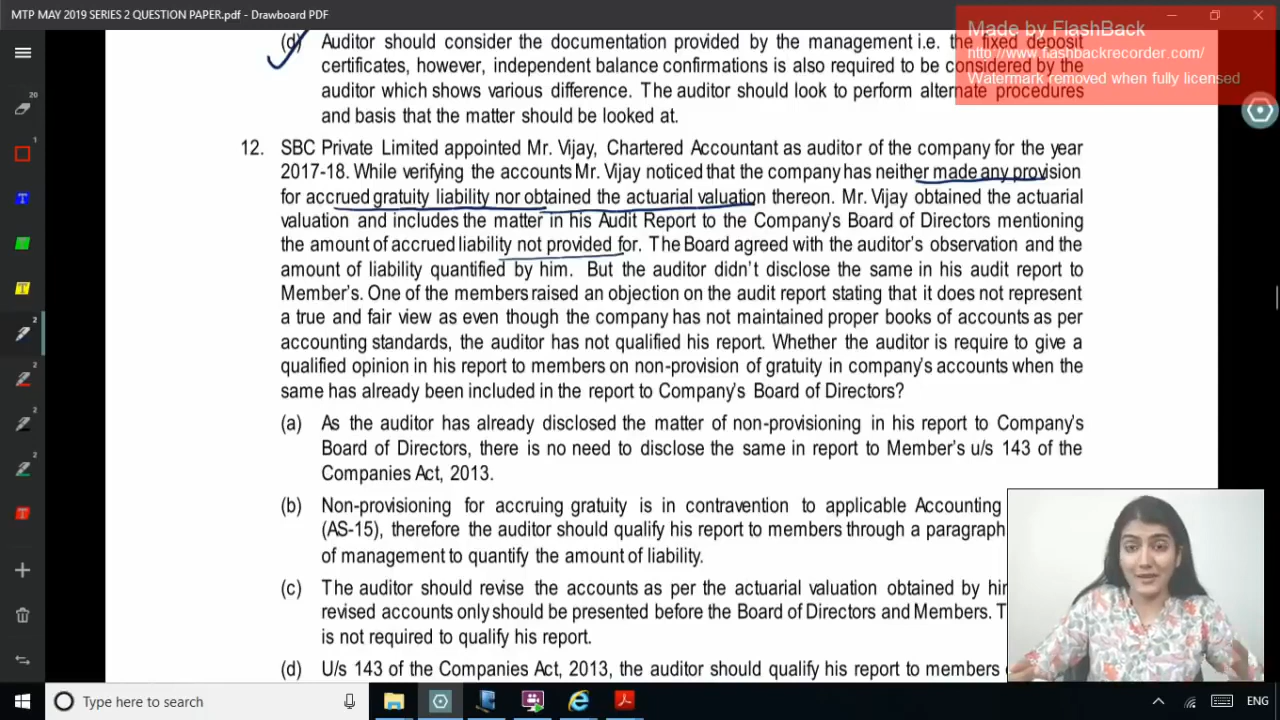 MTP MAY 2019 SERIES 2 QUESTION PAPER.pdf - Drawboard PDF
Made by FlashBack
http://www.flashbackrecorder.com/
Watermark removed when fully licensed
(d) Auditor should consider the documentation provided by the management i.e. the fixed deposit
rtificates, however, independent balance confirmations is also required to be considered by the
auditor which shows various difference. The auditor should look to perform alternate procedures
and basis that the matter should be looked at.
12. SBC Private Limited appointed Mr. Vijay, Chartered Accountant as auditor of the company for the year
2017-18. While verifying the accounts Mr. Vijay noticed that the company has neither made any provision
for accrued gratuity liability nor obtained the actuarial valuation thereon. Mr. Vijay obtained the actuarial
valuation and includes the matter in his Audit Report to the Company's Board of Directors mentioning
the amount of accrued liability not provided for. The Board agreed with the auditor's observation and the
amount of liability quantified by him. But the auditor didn't disclose the same in his audit report to
Member's. One of the members raised an objection on the audit report stating that it does not represent
a true and fair view as even though the company has not maintained proper books of accounts as per
accounting standards, the auditor has not qualified his report. Whether the auditor is require to give a
qualified opinion in his report to members on non-provision of gratuity in company's accounts when the
same has already been included in the report to Company's Board of Directors?
(a) As the auditor has already disclosed the matter of non-provisioning in his report to Company's
Board of Directors, there is no need to disclose the same in report to Member's u/s 143 of the
Companies Act, 2013.
(b) Non-provisioning for accruing gratuity is in contravention to applicable Accounting
(AS-15), therefore the auditor should qualify his report to members through a paragraph
of management to quantify the amount of liability.
(c) The auditor should revise the accounts as per the actuarial valuation obtained by hir
revised accounts only should be presented before the Board of Directors and Members. T
is not required to qualify his report.
(d) U/s 143 of the Companies Act, 2013, the auditor should qualify his report to members
20
1
2
2
2
2
Type here to search
ENG